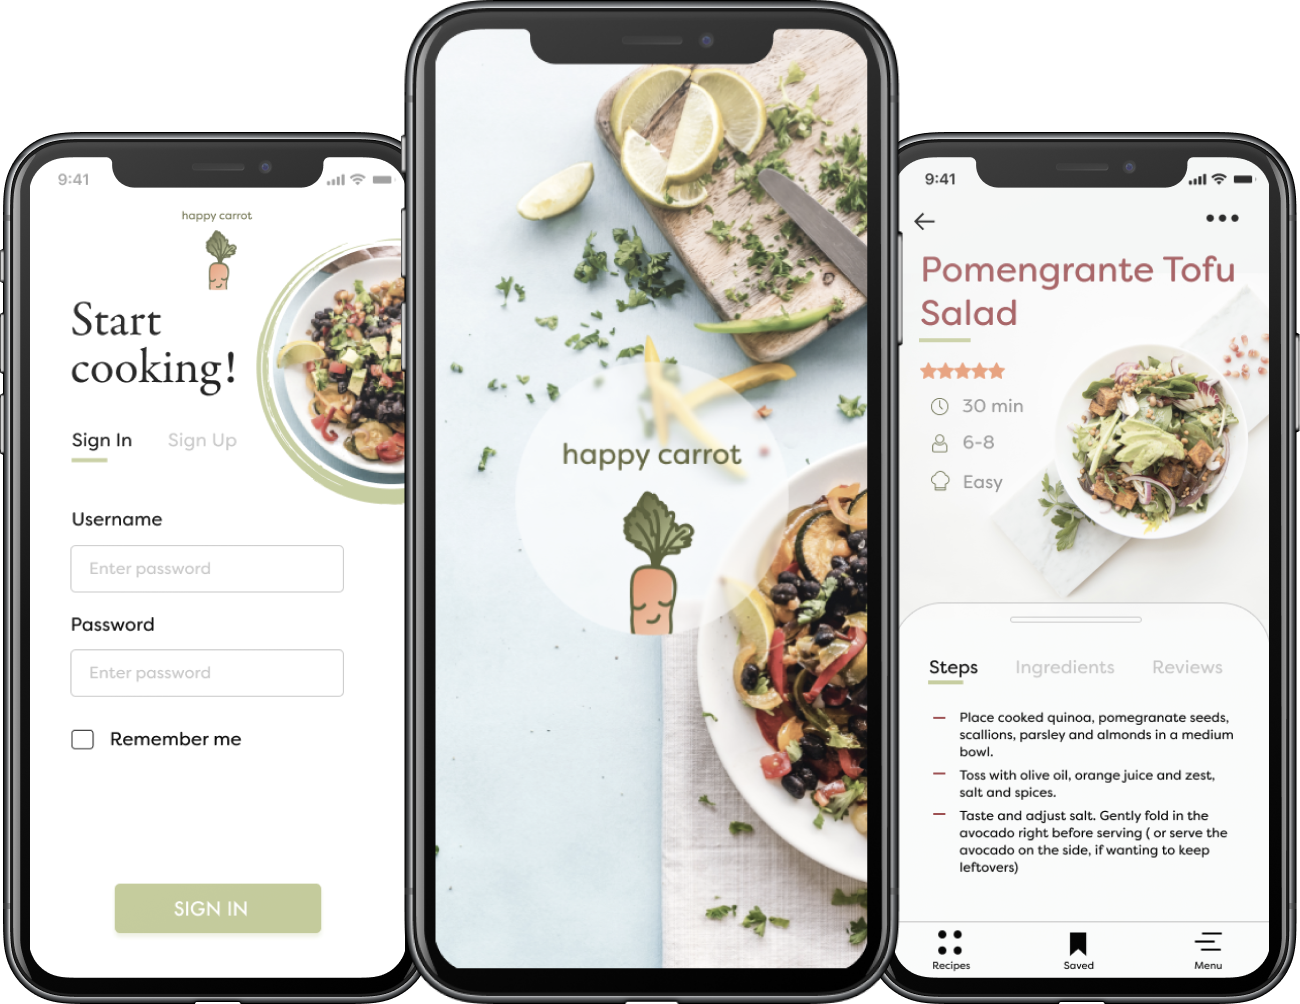 9:41
happy carrot
Start
cooking!
Sign In
Sign Up
Username
Enter password
Password
Enter password
Remember me
SIGN IN
happy carrot
9:41
Pomengrante Tofu
Salad
30 min
6-8
Easy
Steps
Ingredients
Reviews
Place cooked quinoa, pomegranate seeds,
scallions, parsley and almonds in a medium
bowl.
Toss with olive oil, orange juice and zest,
salt and spices.
Taste and adjust salt. Gently fold in the
avocado right before serving ( or serve the
avocado on the side, if wanting to keep
leftovers)
Recipes
Saved
Menu